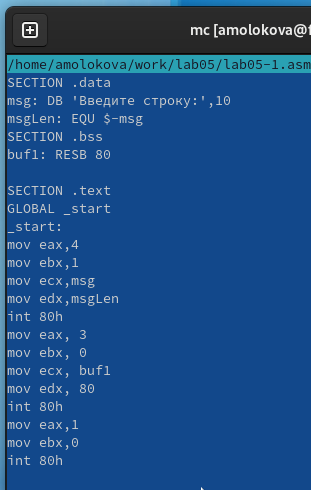 mc [amolokova@f
/home/amolokova/work/lab05/lab05-1.asm
SECTION .data
msg: DB 'Введите строку:',10
msgLen: EQU $-msg
SECTION .bss
buf1: RESB 80
SECTION .text
GLOBAL _start
_start:
mov eax,4
mov ebx,1
mov ecx,msg
mov edx,msgLen
int 80h
mov eax, 3
mov ebx, 0
mov ecx, buf1
mov edx, 80
int 80h
mov eax,1
mov ebx,0
int 80h